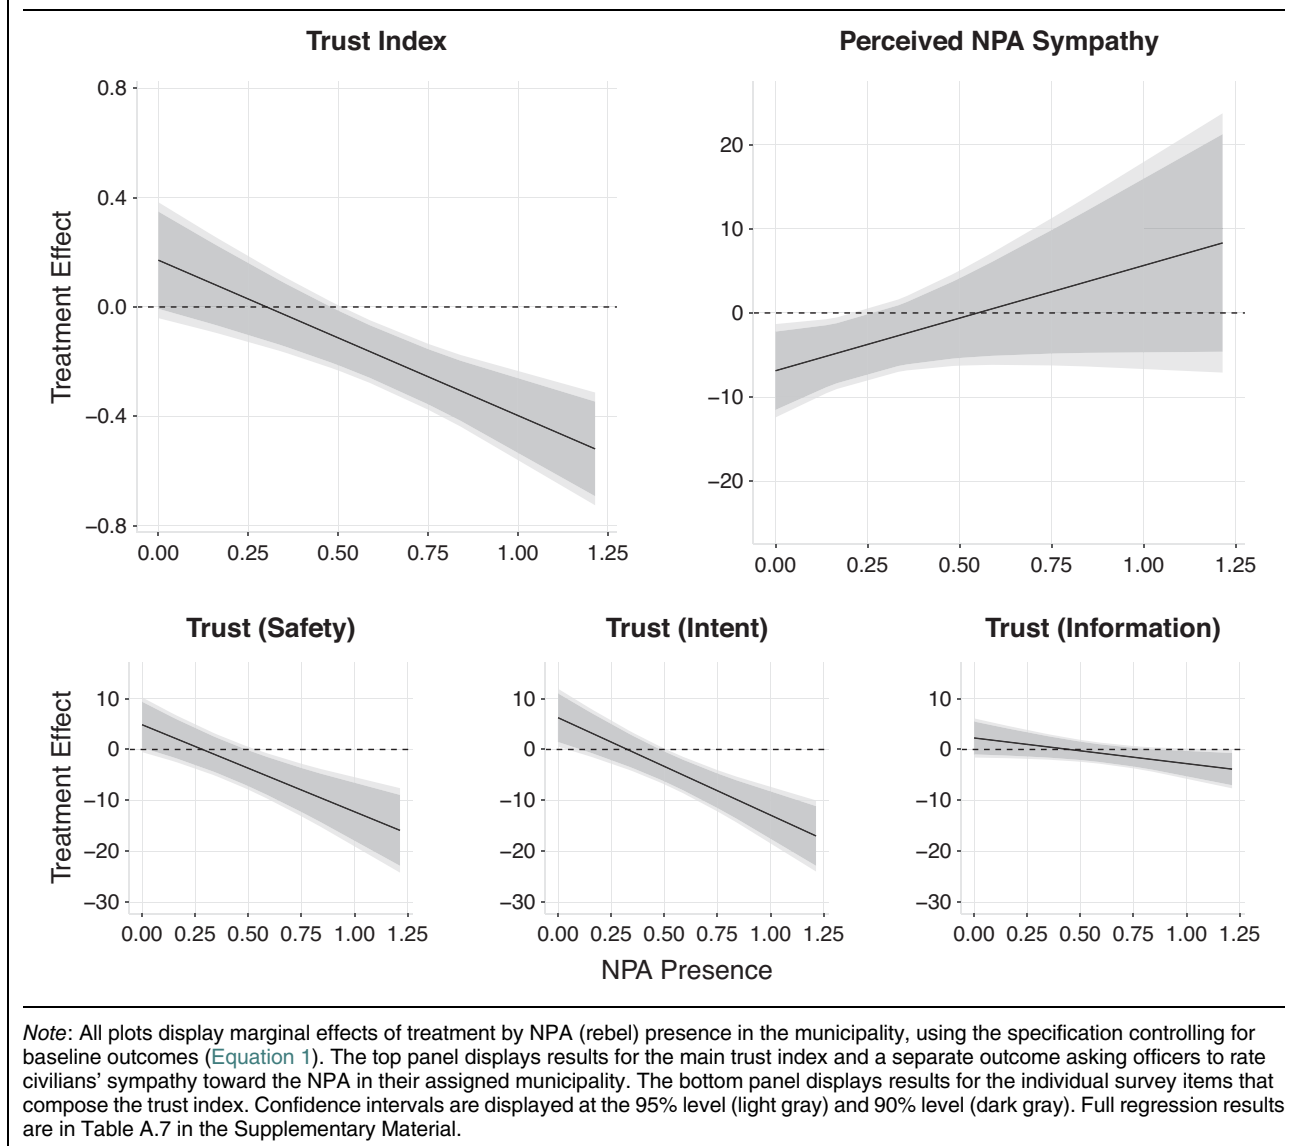 Trust Index
Perceived NPA Sympathy
Treatment Effect
0.8
0.4
0.0
−0.4
−0.8
0.00 0.25 0.50 0.75 1.00 1.25
20
10
0
−10
−20
0.00 0.25 0.50 0.75 1.00 1.25
Trust (Safety)
Trust (Intent)
Trust (Information)
Treatment Effect
10
0
−10
−20
−30
0.00 0.25 0.50 0.75 1.00 1.25
10
0
−10
−20
−30
0.00 0.25 0.50 0.75 1.00 1.25
10
0
−10
−20
−30
0.00 0.25 0.50 0.75 1.00 1.25
NPA Presence
Note: All plots display marginal effects of treatment by NPA (rebel) presence in the municipality, using the specification controlling for
baseline outcomes (Equation 1). The top panel displays results for the main trust index and a separate outcome asking officers to rate
civilians’ sympathy toward the NPA in their assigned municipality. The bottom panel displays results for the individual survey items that
compose the trust index. Confidence intervals are displayed at the 95% level (light gray) and 90% level (dark gray). Full regression results
are in Table A.7 in the Supplementary Material.